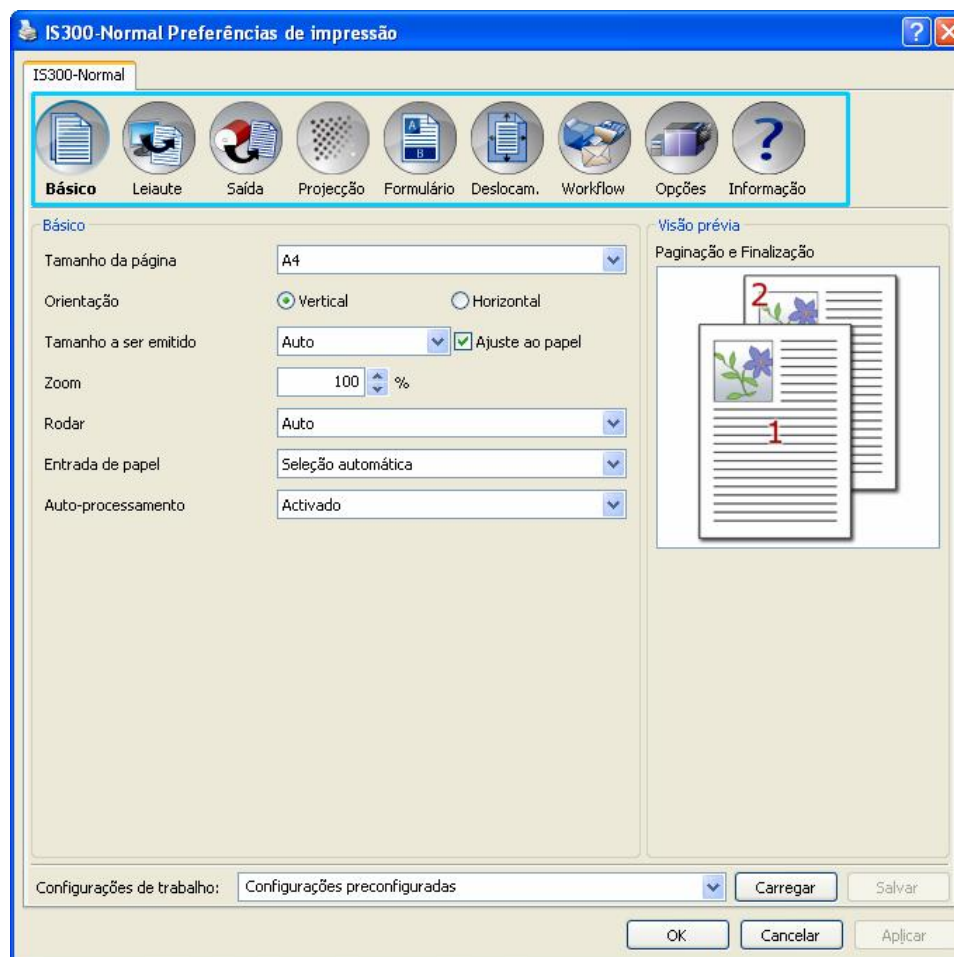 IS300-Normal Preferências de impressão
IS300-Normal
Básico Leiaute Saída Projecção Formulário Deslocam. Workflow Opções Informação
Básico
Tamanho da página A4
Orientação Vertical Horizontal
Tamanho a ser emitido Auto Ajuste ao papel
Zoom 100 %
Rodar Auto
Entrada de papel Seleção automática
Auto-processamento Activado
Visão prévia
Paginação e Finalização
2
1
Configurações de trabalho: Configurações preconfiguradas Carregar Salvar
OK Cancelar Aplicar